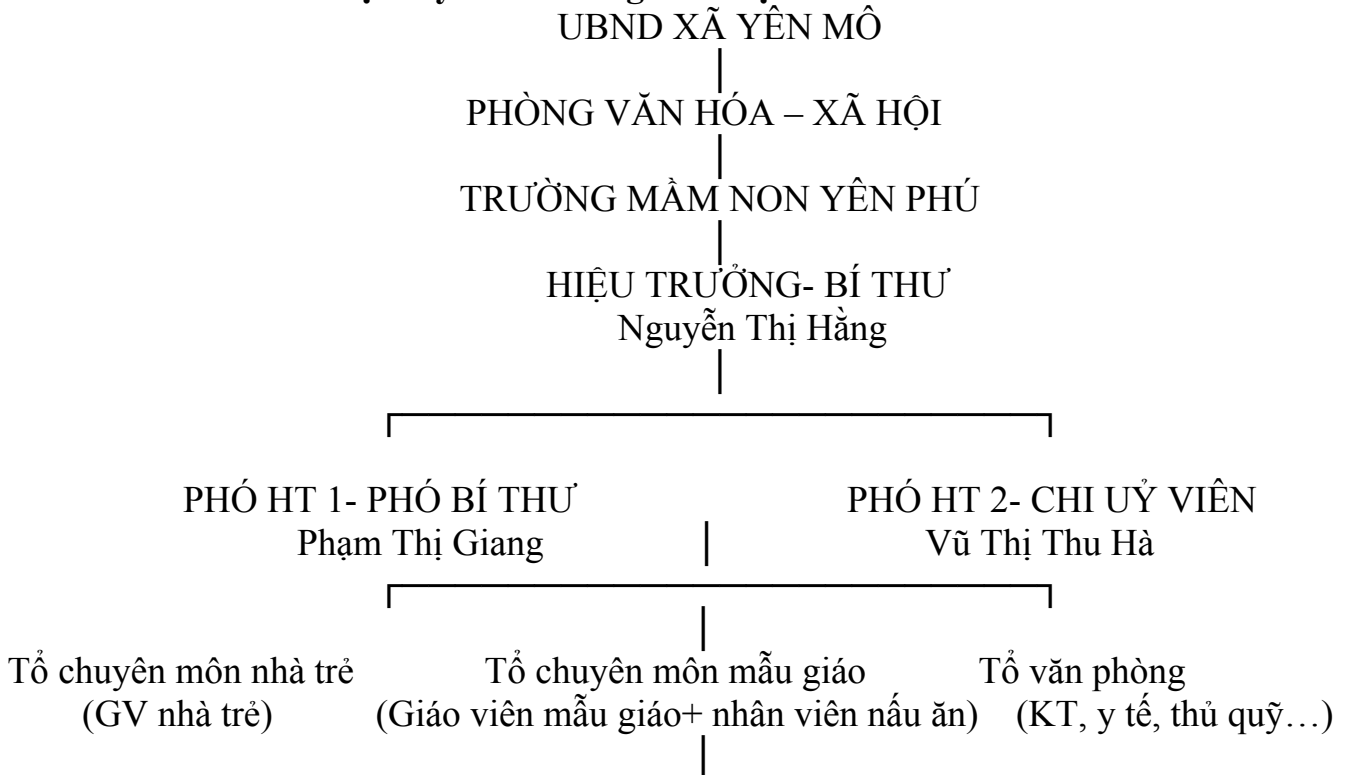 UBND XÃ YÊN MÔ
PHÒNG VĂN HÓA – XÃ HỘI
TRƯỜNG MẦM NON YÊN PHÚ
HIỆU TRƯỞNG- BÍ THƯ
Nguyễn Thị Hằng
PHÓ HT 1- PHÓ BÍ THƯ PHÓ HT 2- CHI UỶ VIÊN
Phạm Thị Giang Vũ Thị Thu Hà
Tổ chuyên môn nhà trẻ Tổ chuyên môn mẫu giáo Tổ văn phòng
(GV nhà trẻ) (Giáo viên mẫu giáo+ nhân viên nấu ăn) (KT, y tế, thủ quỹ…)